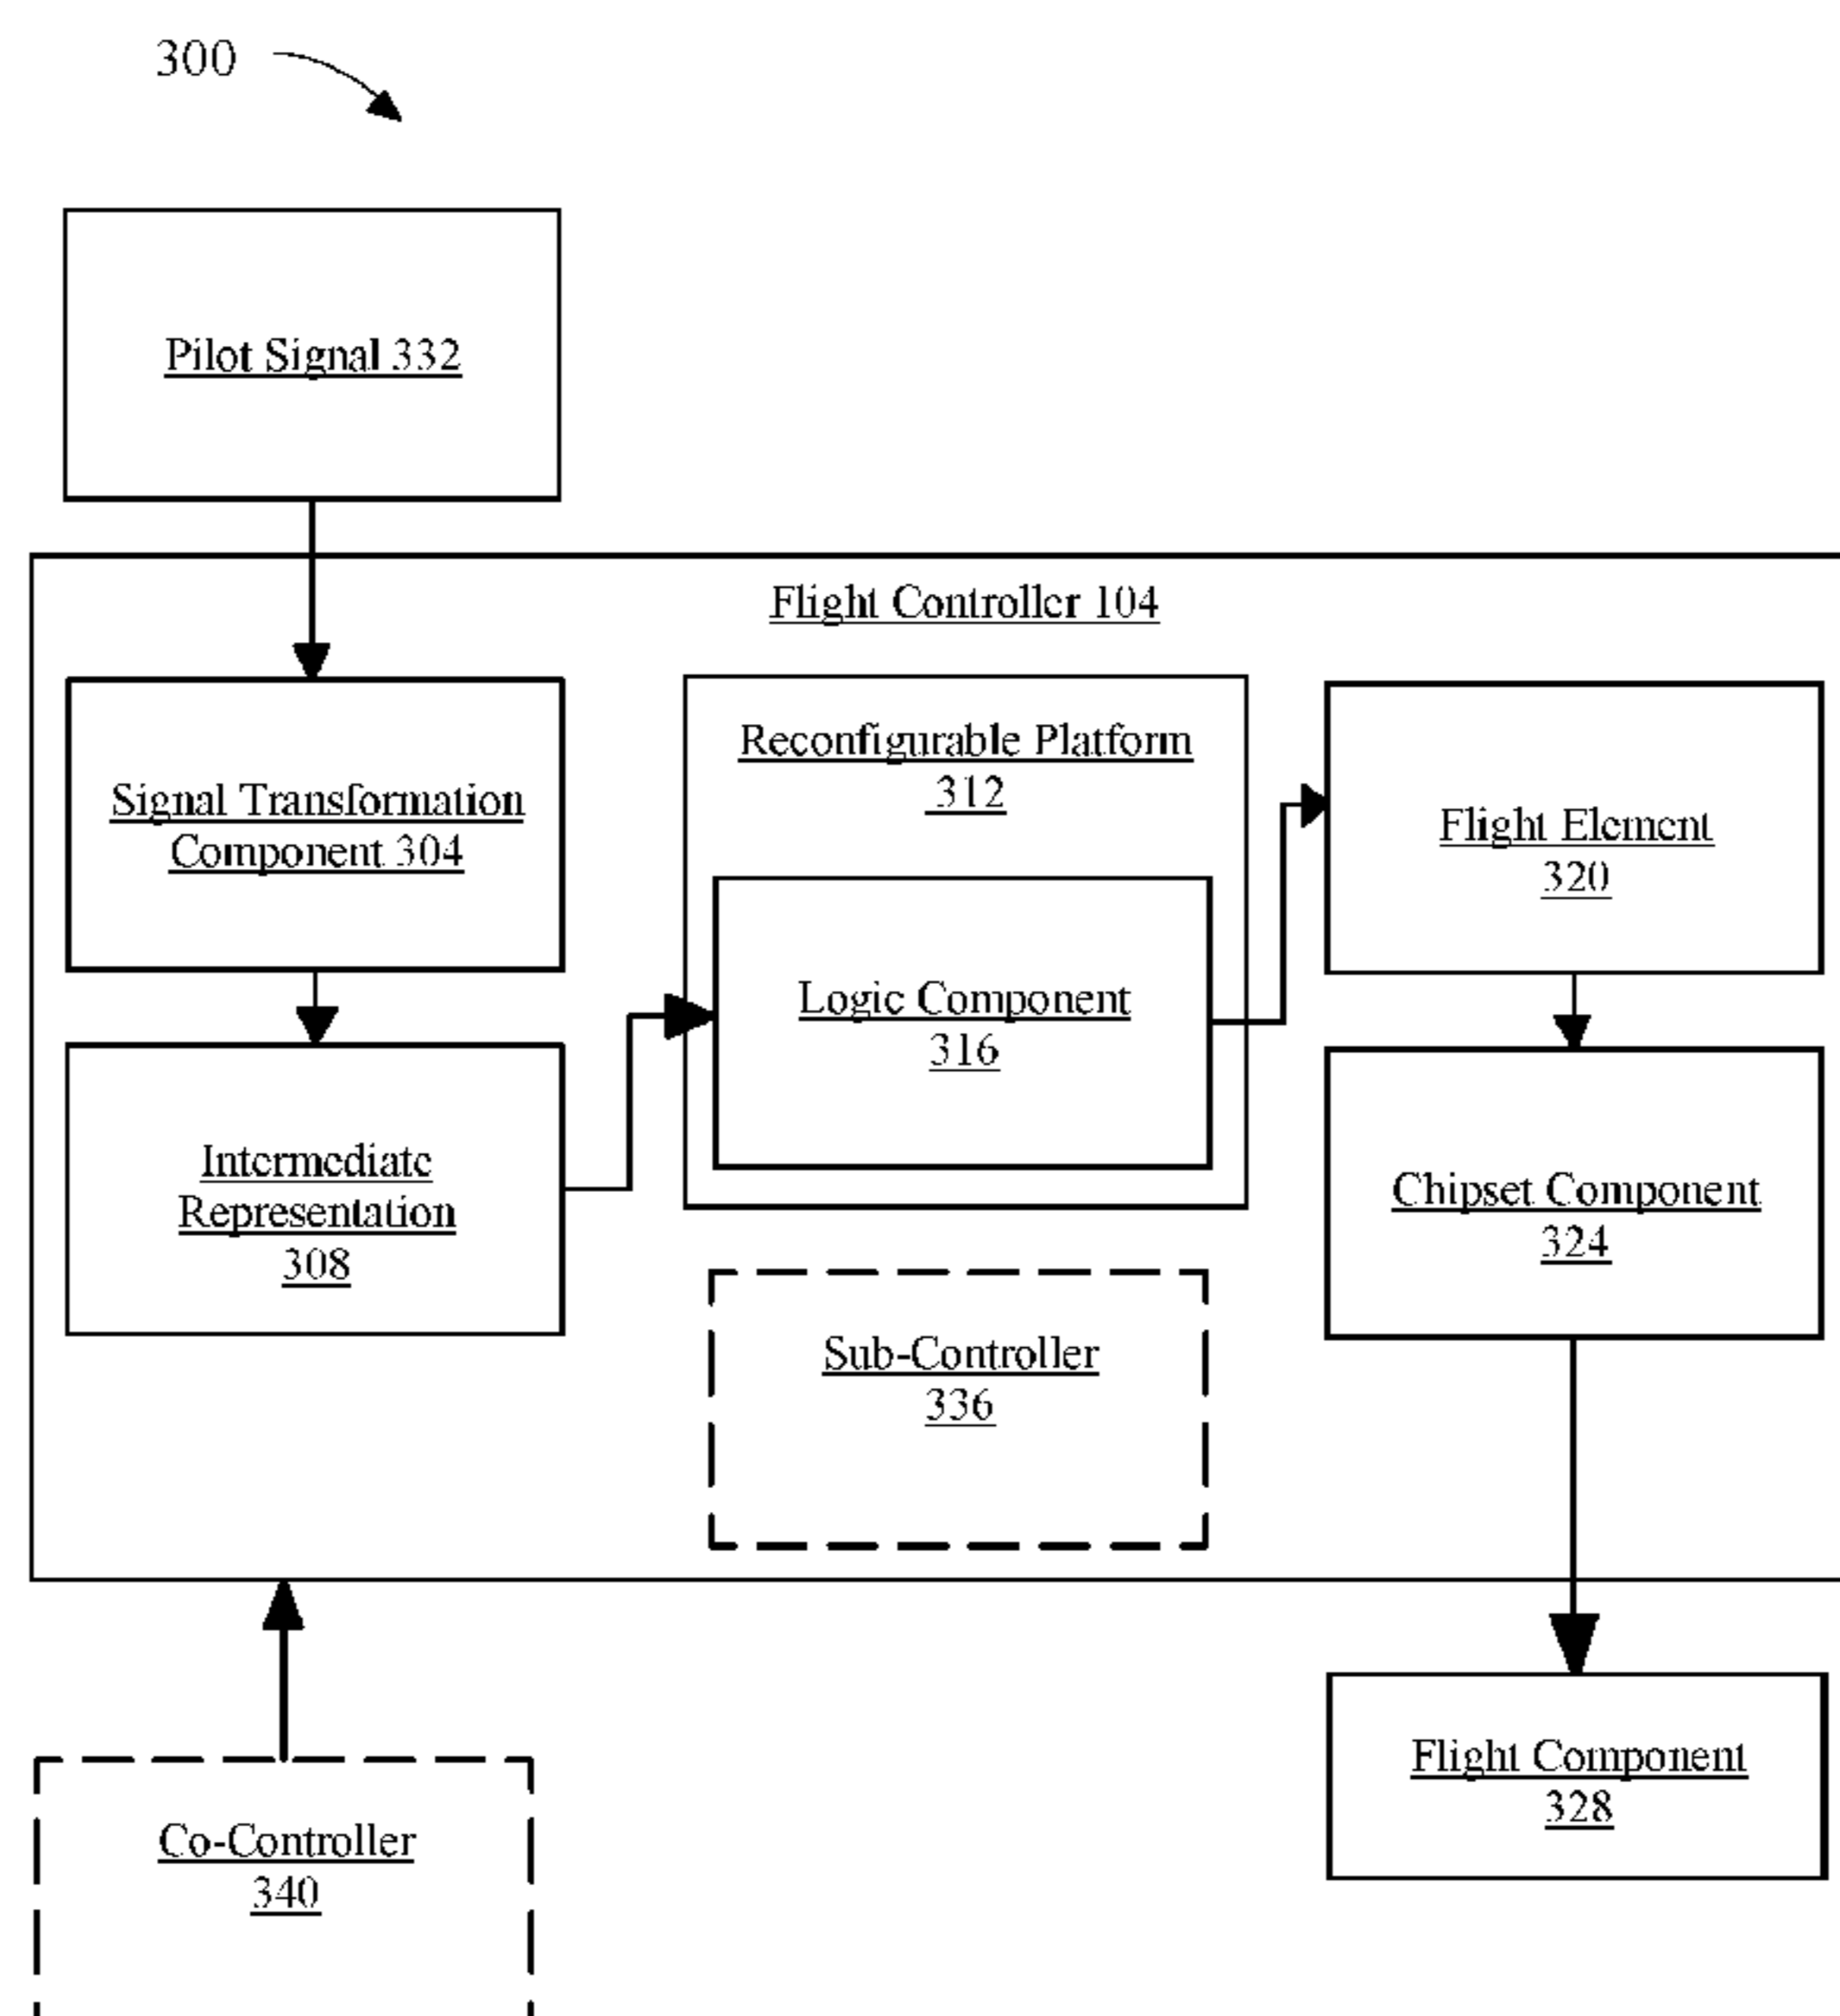 300
Pilot Signal 332
Flight Controller 104
Signal Transformation
Component 304
Intermediate
Representation
308
Reconfigurable Platform
312
Logic Component
316
Sub-Controller
336
Flight Element
320
Chipset Component
324
Flight Component
328
Co-Controller
340